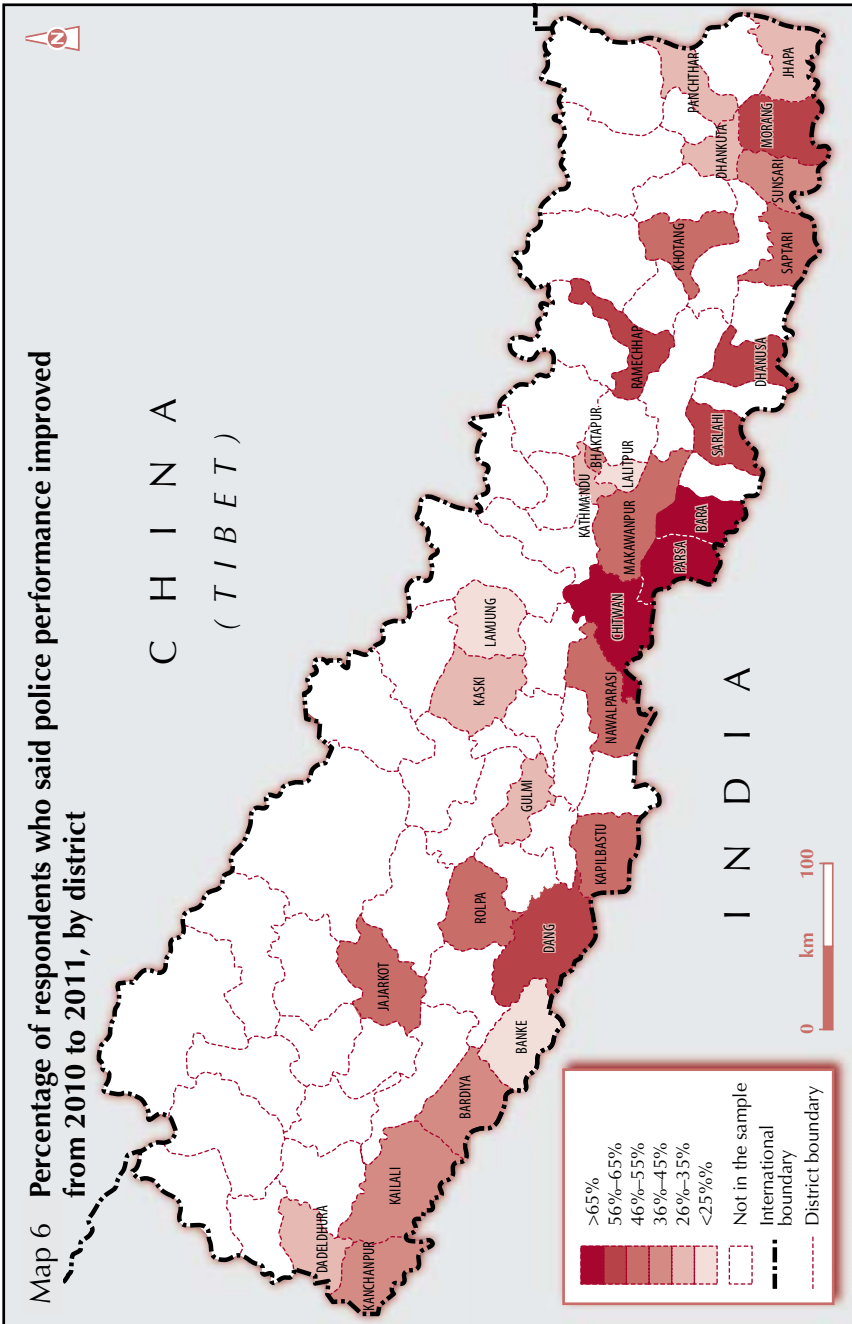 Map 6 Percentage of respondents who said police performance improved
from 2010 to 2011, by district
N
C H I N A
( T I B E T )
I N D I A
DADELDHURA
KANCHANPUR
KAILALI
BARDIYA
BANKE
JAJARKOT
ROLPA
DANG
KAPILBASTU
GULMI
KASKI
LAMJUNG
NAWALPARASI
CHITWAN
PARSA
BARA
MAKAWANPUR
KATHMANDU
BHAKTAPUR
LALITPUR
SARLAHI
RAMECHHAP
DHANUSA
KHOTANG
SAPTARI
SUNSARI
DHANKUTA
MORANG
PANCHTHAR
JHAPA
>65%
56%–65%
46%–55%
36%–45%
26%–35%
<25%%
Not in the sample
International
boundary
District boundary
0 km 100